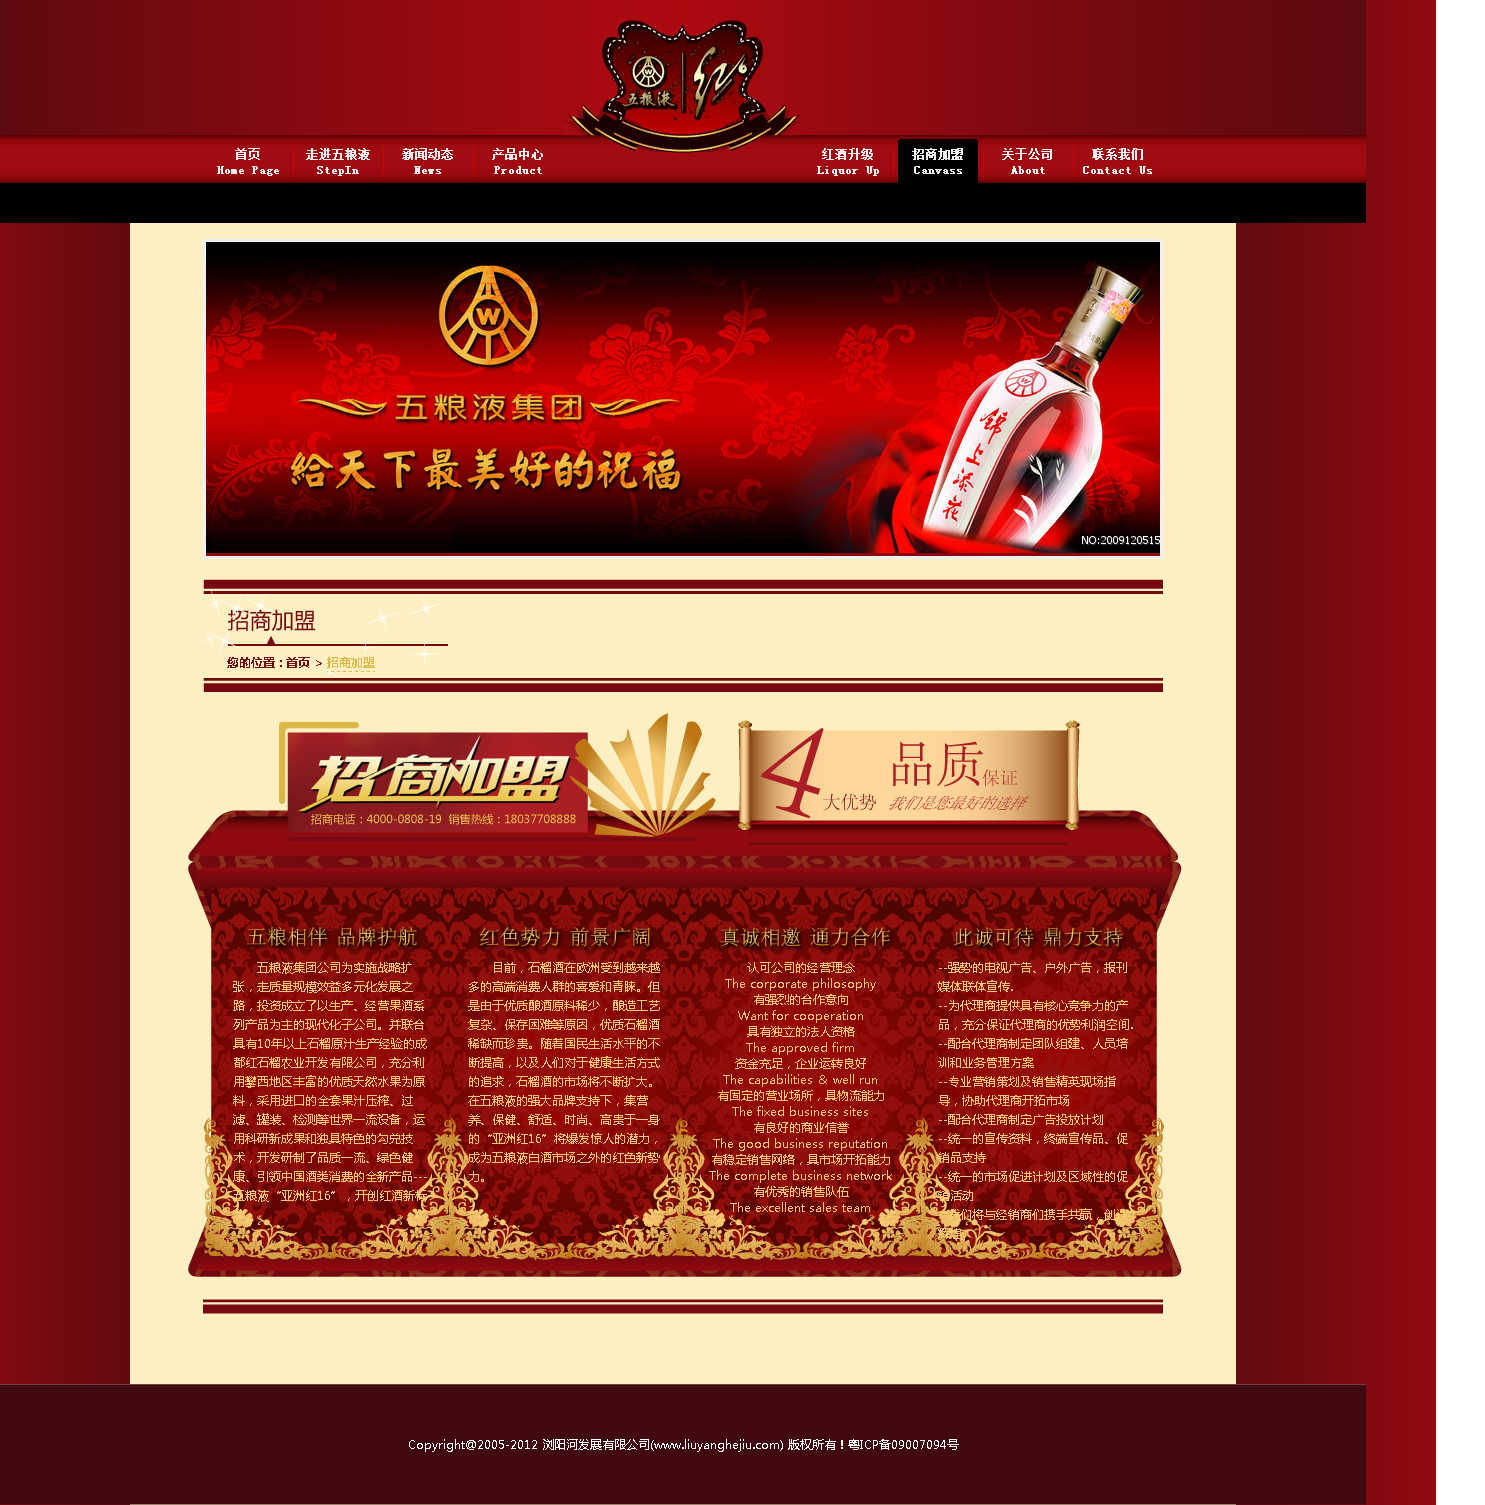 五粮液
红
首页
Home Page
走进五粮液
StepIn
新闻动态
News
产品中心
Product
红酒升级
Liquor Up
招商加盟
Canvass
关于公司
About
联系我们
Contact Us
W
五粮液集团
給天下最美好的祝福
錦上添花
NO:2009120515
招商加盟
您的位置：首页 > 招商加盟
招商加盟
招商电话：4000-0808-19 销售热线：18037708888
4大优势
品质保证
我们是您最好的选择
五粮相伴 品牌护航
五粮液集团公司为实施战略扩
张，走质量规模效益多元化发展之
路，投资成立了以生产、经营果酒系
列产品为主的现代化子公司。并联合
具有10年以上石榴原汁生产经验的成
都红石榴农业开发有限公司，充分利
用攀西地区丰富的优质天然水果为原
料，采用进口的全套果汁压榨、过
滤、罐装、检测等世界一流设备，运
用科研新成果和独具特色的勾兑技
术，开发研制了品质一流、绿色健
康、引领中国酒类消费的全新产品---
五粮液“亚洲红16”，开创红酒新标
红色势力 前景广阔
目前，石榴酒在欧洲受到越来越
多的高端消费人群的喜爱和青睐。但
是由于优质酿酒原料稀少，酿造工艺
复杂、保存困难等原因，优质石榴酒
稀缺而珍贵。随着国民生活水平的不
断提高，以及人们对于健康生活方式
的追求，石榴酒的市场将不断扩大。
在五粮液的强大品牌支持下，集营
养、保健、舒适、时尚、高贵于一身
的“亚洲红16”将爆发惊人的潜力，
成为五粮液白酒市场之外的红色新势
力。
真诚相邀 通力合作
认可公司的经营理念
The corporate philosophy
有强烈的合作意向
Want for cooperation
具有独立的法人资格
The approved firm
资金充足，企业运转良好
The capabilities & well run
有固定的营业场所，具物流能力
The fixed business sites
有良好的商业信誉
The good business reputation
有稳定销售网络，具市场开拓能力
The complete business network
有优秀的销售队伍
The excellent sales team
此诚可待 鼎力支持
--强势的电视广告、户外广告，报刊
媒体联体宣传.
--为代理商提供具有核心竞争力的产
品，充分保证代理商的优势利润空间.
--配合代理商制定团队组建、人员培
训和业务管理方案
--专业营销策划及销售精英现场指
导，协助代理商开拓市场
--配合代理商制定广告投放计划
--统一的宣传资料，终端宣传品、促
销品支持
--统一的市场促进计划及区域性的促
销活动
们将与经销商们携手共赢，创
Copyright@2005-2012 浏阳河发展有限公司(www.liuyanghejiu.com) 版权所有！粤ICP备09007094号